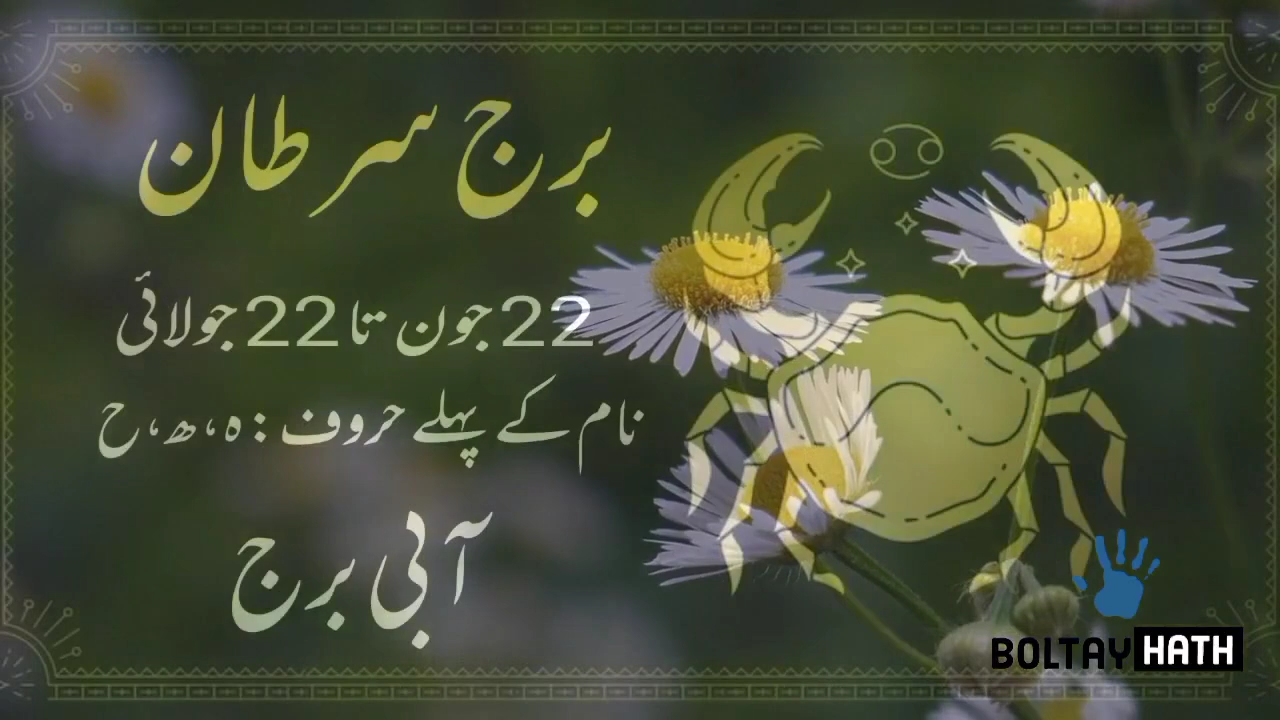 برج سرطان
22 جون تا 22 جولائی
نام کے پہلے حروف : ہ، ھ، ح
آبی برج
BOLTAY HATH